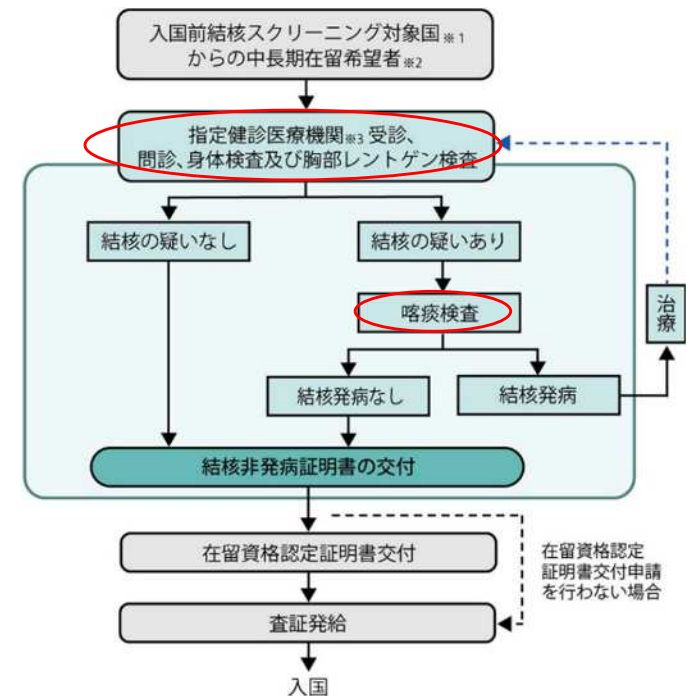 入国前結核スクリーニング対象国※1
からの中長期在留希望者※2
指定健診医療機関※3 受診、
問診、身体検査及び胸部レントゲン検査
結核の疑いなし
結核の疑いあり
喀痰検査
治療
結核発病なし
結核発病
結核非発病証明書の交付
在留資格認定証明書交付
在留資格認定
証明書交付申請
を行わない場合
査証発給
入国